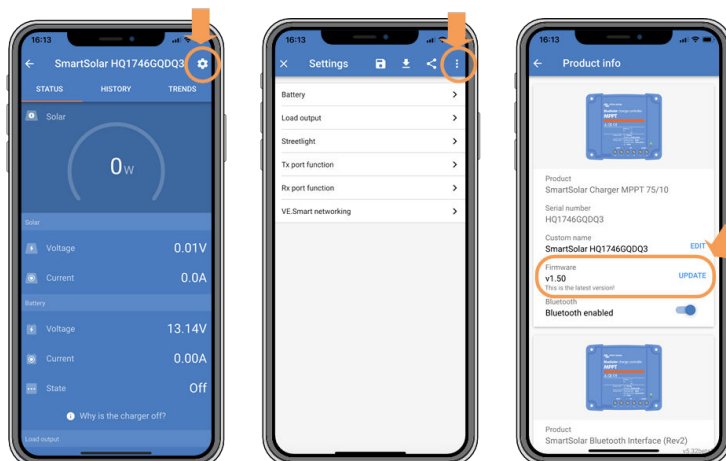 16:13
SmartSolar HQ1746GQDQ3
STATUS HISTORY TRENDS
Solar
0w
Solar
Voltage 0.01V
Current 0.0A
Battery
Voltage 13.14V
Current 0.00A
State Off
Why is the charger off?
Load output
16:13
Settings
Battery
Load output
Streetlight
Tx port function
Rx port function
VE.Smart networking
16:13
Product info
MPPT
Product
SmartSolar Charger MPPT 75/10
Serial number
HQ1746GQDQ3
Custom name
SmartSolar HQ1746GQDQ3 EDIT
Firmware
v1.50 UPDATE
This is the latest version!
Bluetooth
Bluetooth enabled
MPPT
Product
SmartSolar Bluetooth Interface (Rev2)